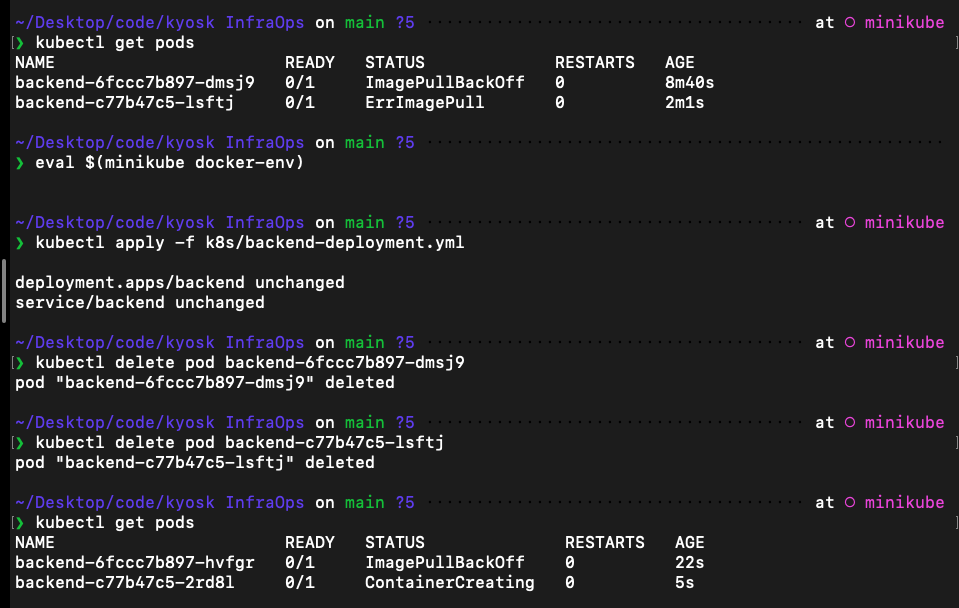 ~/Desktop/code/kyosk InfraOps on main ?5 at ○ minikube
❯ kubectl get pods
NAME READY STATUS RESTARTS AGE
backend-6fccc7b897-dmsj9 0/1 ImagePullBackOff 0 8m40s
backend-c77b47c5-lsftj 0/1 ErrImagePull 0 2m1s
~/Desktop/code/kyosk InfraOps on main ?5
❯ eval $(minikube docker-env)
~/Desktop/code/kyosk InfraOps on main ?5 at ○ minikube
❯ kubectl apply -f k8s/backend-deployment.yml
deployment.apps/backend unchanged
service/backend unchanged
~/Desktop/code/kyosk InfraOps on main ?5 at ○ minikube
❯ kubectl delete pod backend-6fccc7b897-dmsj9
pod "backend-6fccc7b897-dmsj9" deleted
~/Desktop/code/kyosk InfraOps on main ?5 at ○ minikube
❯ kubectl delete pod backend-c77b47c5-lsftj
pod "backend-c77b47c5-lsftj" deleted
~/Desktop/code/kyosk InfraOps on main ?5 at ○ minikube
❯ kubectl get pods
NAME READY STATUS RESTARTS AGE
backend-6fccc7b897-hvfgr 0/1 ImagePullBackOff 0 22s
backend-c77b47c5-2rd8l 0/1 ContainerCreating 0 5s